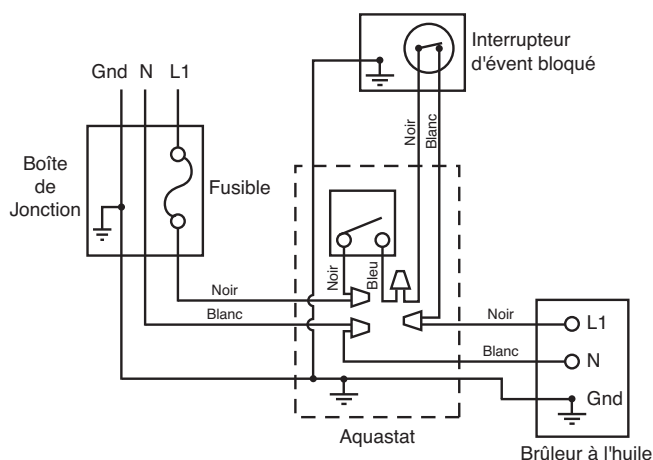 Interrupteur
d'évent bloqué
Gnd N L1
Noir
Blanc
Boîte
de
Jonction
Fusible
Noir
Bleu
Noir
Blanc
Noir
L1
Blanc
N
Gnd
Aquastat
Brûleur à l'huile